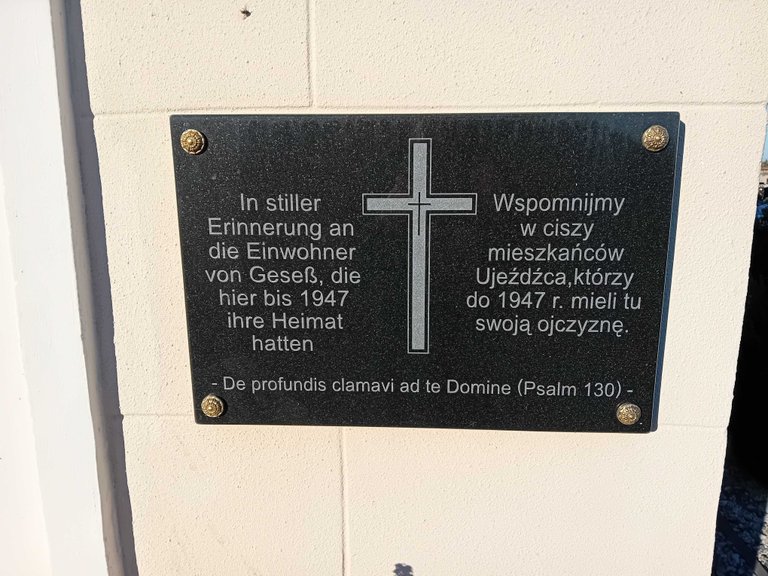 In stiller
Erinnerung an
die Einwohner
von Geseß, die
hier bis 1947
ihre Heimat
hatten
Wspomnijmy
w ciszy
mieszkańców
Ujeźdźca,którzy
do 1947 r. mieli tu
swoją ojczyznę.
- De profundis clamavi ad te Domine (Psalm 130) -